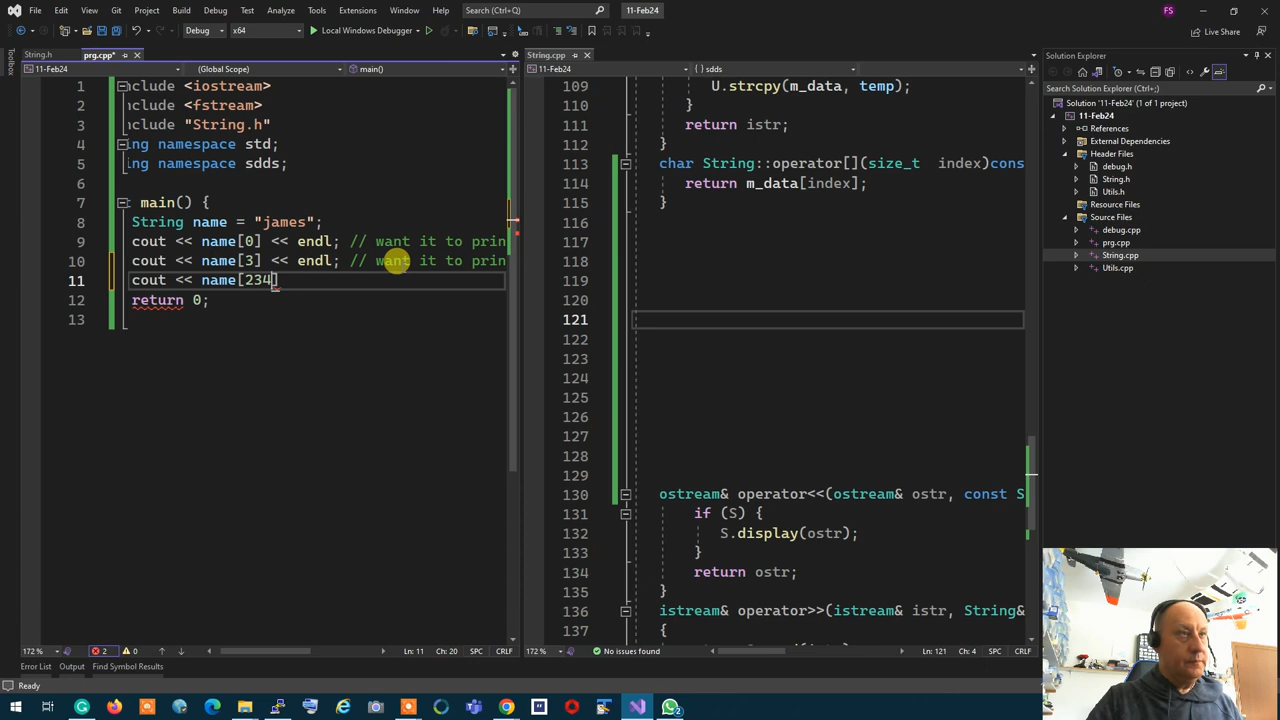 File Edit View Git Project Build Debug Test Analyze Tools Extensions Window Help Search (Ctrl+Q) 11-Feb24 FS
Debug x64 Local Windows Debugger Live Share
Toolbox
String.h prg.cpp*
11-Feb24 (Global Scope) main()
1 nclude <iostream>
2 nclude <fstream>
3 nclude "String.h"
4 ng namespace std;
5 ng namespace sdds;
6
7 t main() {
8 String name = "james";
9 cout << name[0] << endl; // want it to prin
10 cout << name[3] << endl; // want it to prin
11 cout << name[234]
12 return 0;
13
172 % 2 0 Ln: 11 Ch: 20 SPC CRLF
String.cpp
11-Feb24 sdds
109 U.strcpy(m_data, temp);
110 }
111 return istr;
112 }
113 char String::operator[](size_t index)cons
114 return m_data[index];
115 }
116
117
118
119
120
121
122
123
124
125
126
127
128
129
130 ostream& operator<<(ostream& ostr, const S
131 if (S) {
132 S.display(ostr);
133 }
134 return ostr;
135 }
136 istream& operator>>(istream& istr, String&
137 {
172 % No issues found Ln: 121 Ch: 4 SPC CRLF
Solution Explorer
Search Solution Explorer (Ctrl+;)
Solution '11-Feb24' (1 of 1 project)
11-Feb24
References
External Dependencies
Header Files
debug.h
String.h
Utils.h
Resource Files
Source Files
debug.cpp
prg.cpp
String.cpp
Utils.cpp
Error List Output Find Symbol Results
Ready
2